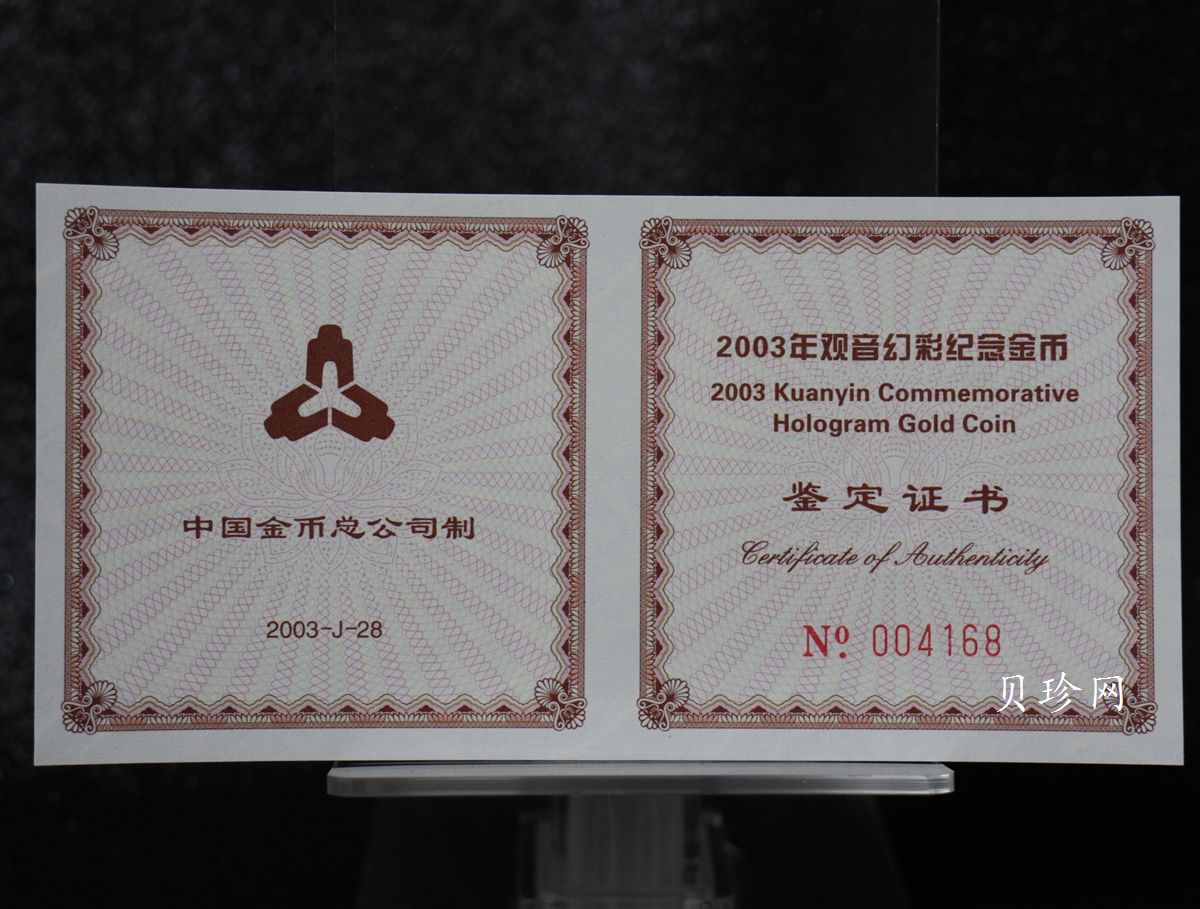 中国金币总公司制
2003-J-28
2003年观音幻彩纪念金币
2003 Kuanyin Commemorative
Hologram Gold Coin
鉴定证书
Certificate of Authenticity
Nº 004168
贝珍网